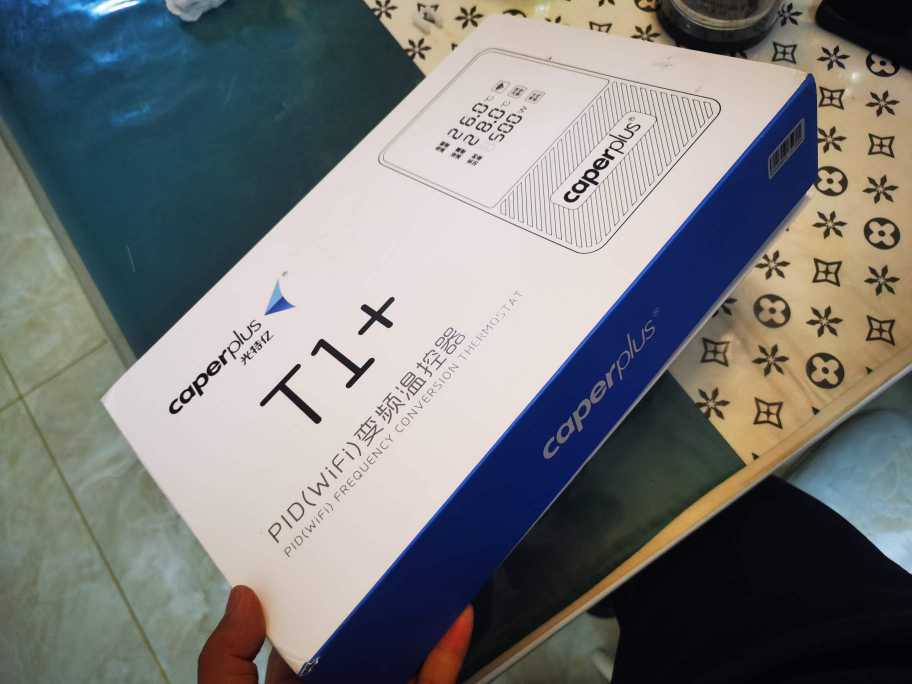 caperplus®
光特亿
T1+
PID(WiFi)变频温控器
PID(WIFI) FREQUENCY CONVERSION THERMOSTAT
26.0℃
28.0℃
500W
caperplus®
caperplus®